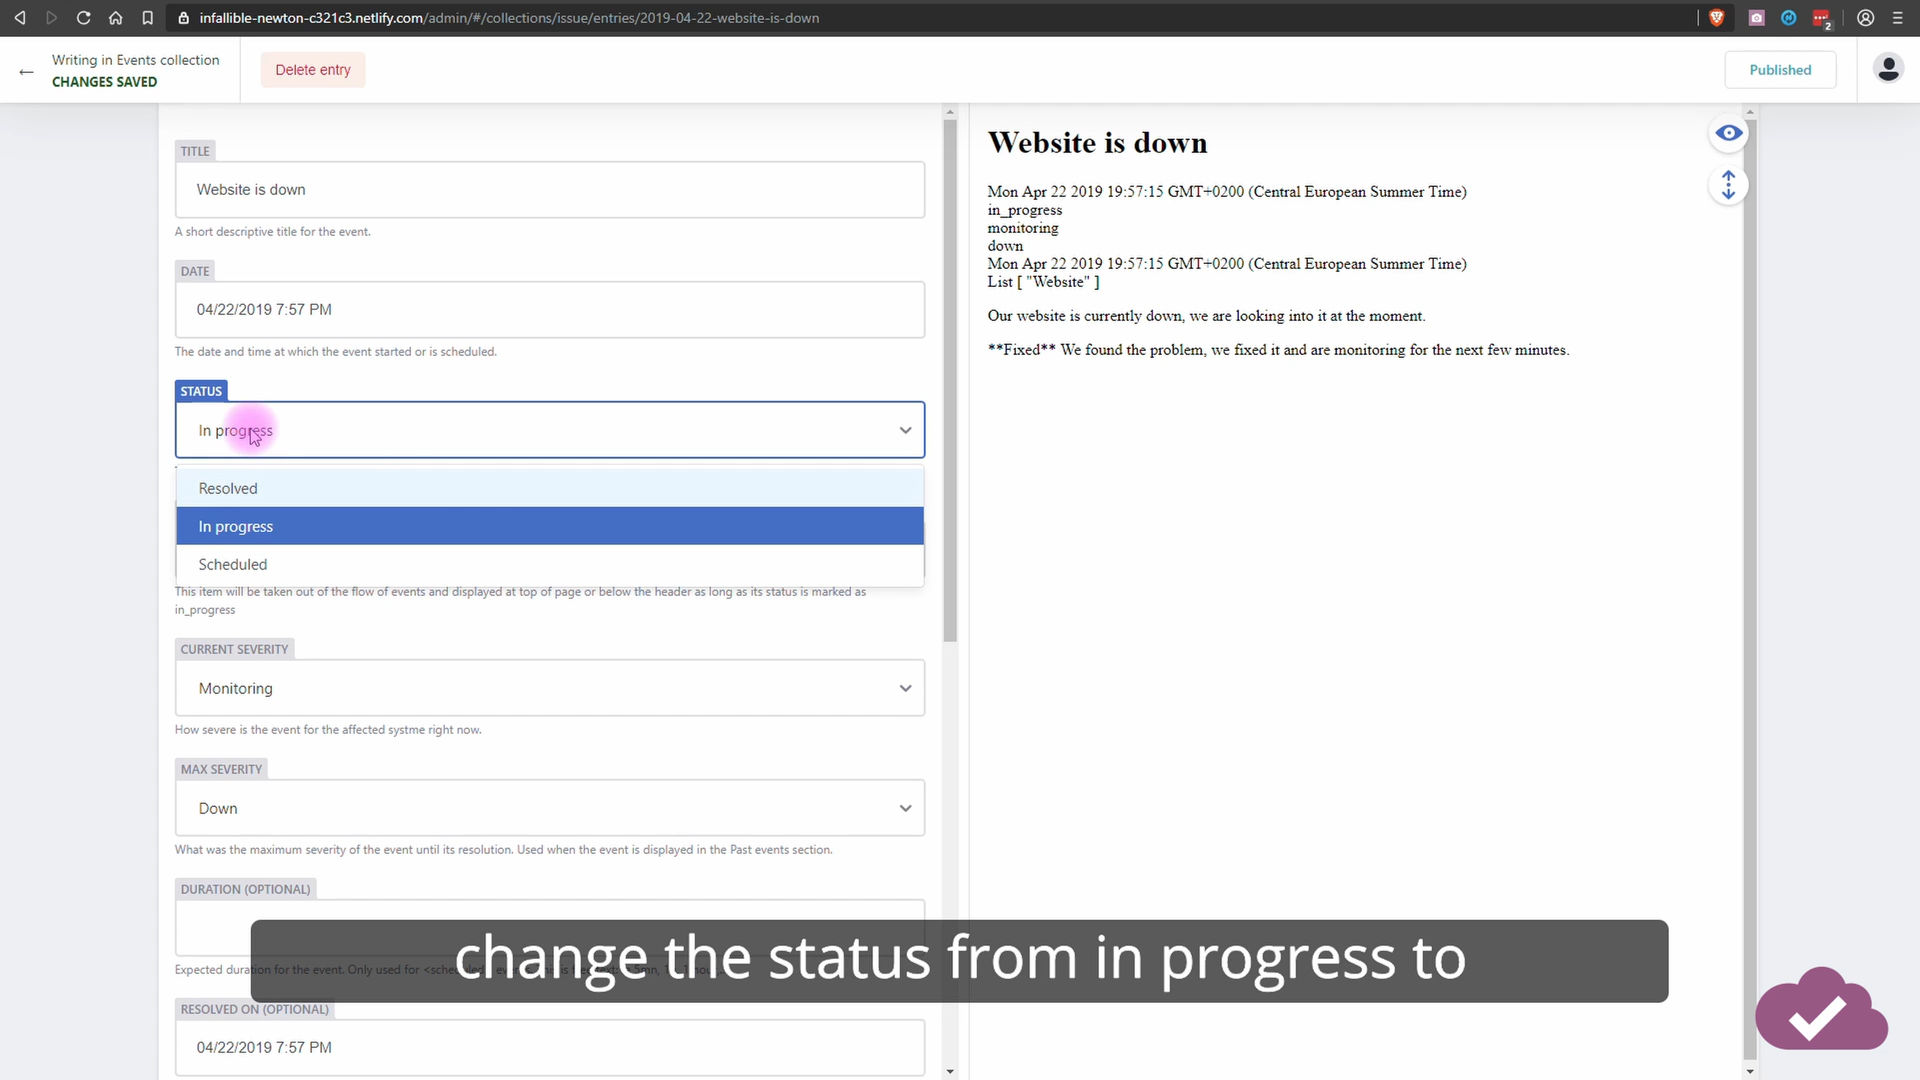 infallible-newton-c321c3.netlify.com/admin/#/collections/issue/entries/2019-04-22-website-is-down
2
Writing in Events collection
CHANGES SAVED
Delete entry
Published
TITLE
Website is down
A short descriptive title for the event.
DATE
04/22/2019 7:57 PM
The date and time at which the event started or is scheduled.
STATUS
In progress
Resolved
In progress
Scheduled
This item will be taken out of the flow of events and displayed at top of page or below the header as long as its status is marked as
in_progress
CURRENT SEVERITY
Monitoring
How severe is the event for the affected systme right now.
MAX SEVERITY
Down
What was the maximum severity of the event until its resolution. Used when the event is displayed in the Past events section.
DURATION (OPTIONAL)
Expected duration for the event. Only used for
RESOLVED ON (OPTIONAL)
04/22/2019 7:57 PM
Website is down
Mon Apr 22 2019 19:57:15 GMT+0200 (Central European Summer Time)
in_progress
monitoring
down
Mon Apr 22 2019 19:57:15 GMT+0200 (Central European Summer Time)
List [ "Website" ]
Our website is currently down, we are looking into it at the moment.
**Fixed** We found the problem, we fixed it and are monitoring for the next few minutes.
change the status from in progress to